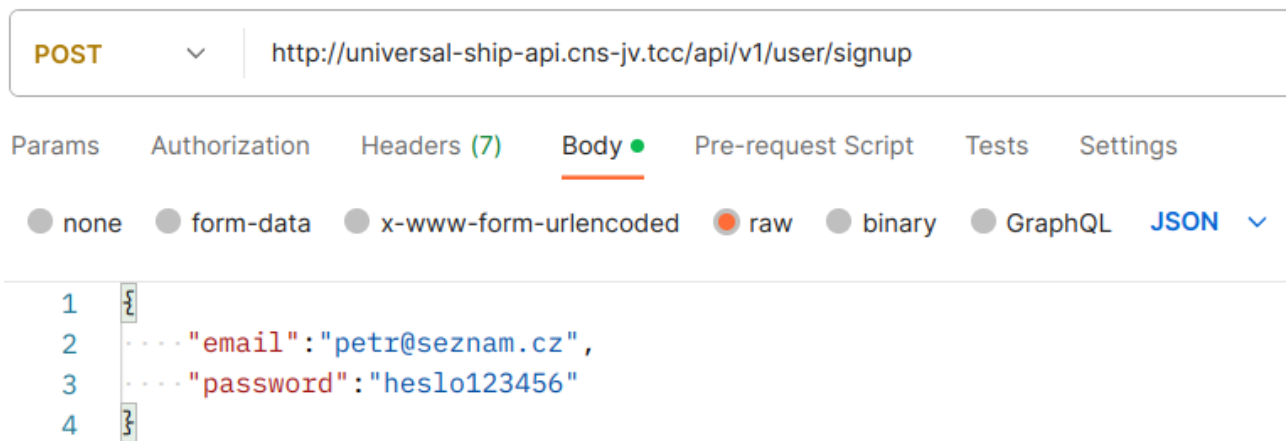 POST http://universal-ship-api.cns-jv.tcc/api/v1/user/signup
Params Authorization Headers (7) Body Pre-request Script Tests Settings
none form-data x-www-form-urlencoded raw binary GraphQL JSON
1 {
2 ····"email":"petr@seznam.cz",
3 ····"password":"heslo123456"
4 }